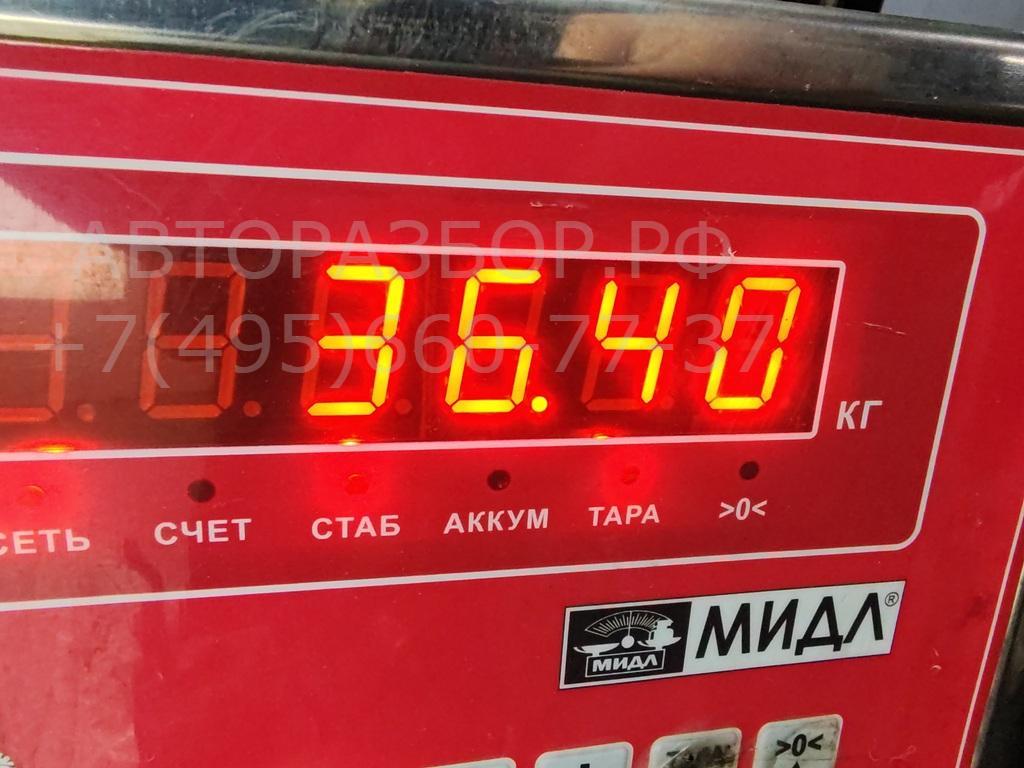 АВТОРАЗБОР.РФ
+7(495)660-77-37
36.40
КГ
СЕТЬ СЧЕТ СТАБ АККУМ ТАРА >0<
МИДЛ МИДЛ®
>0<